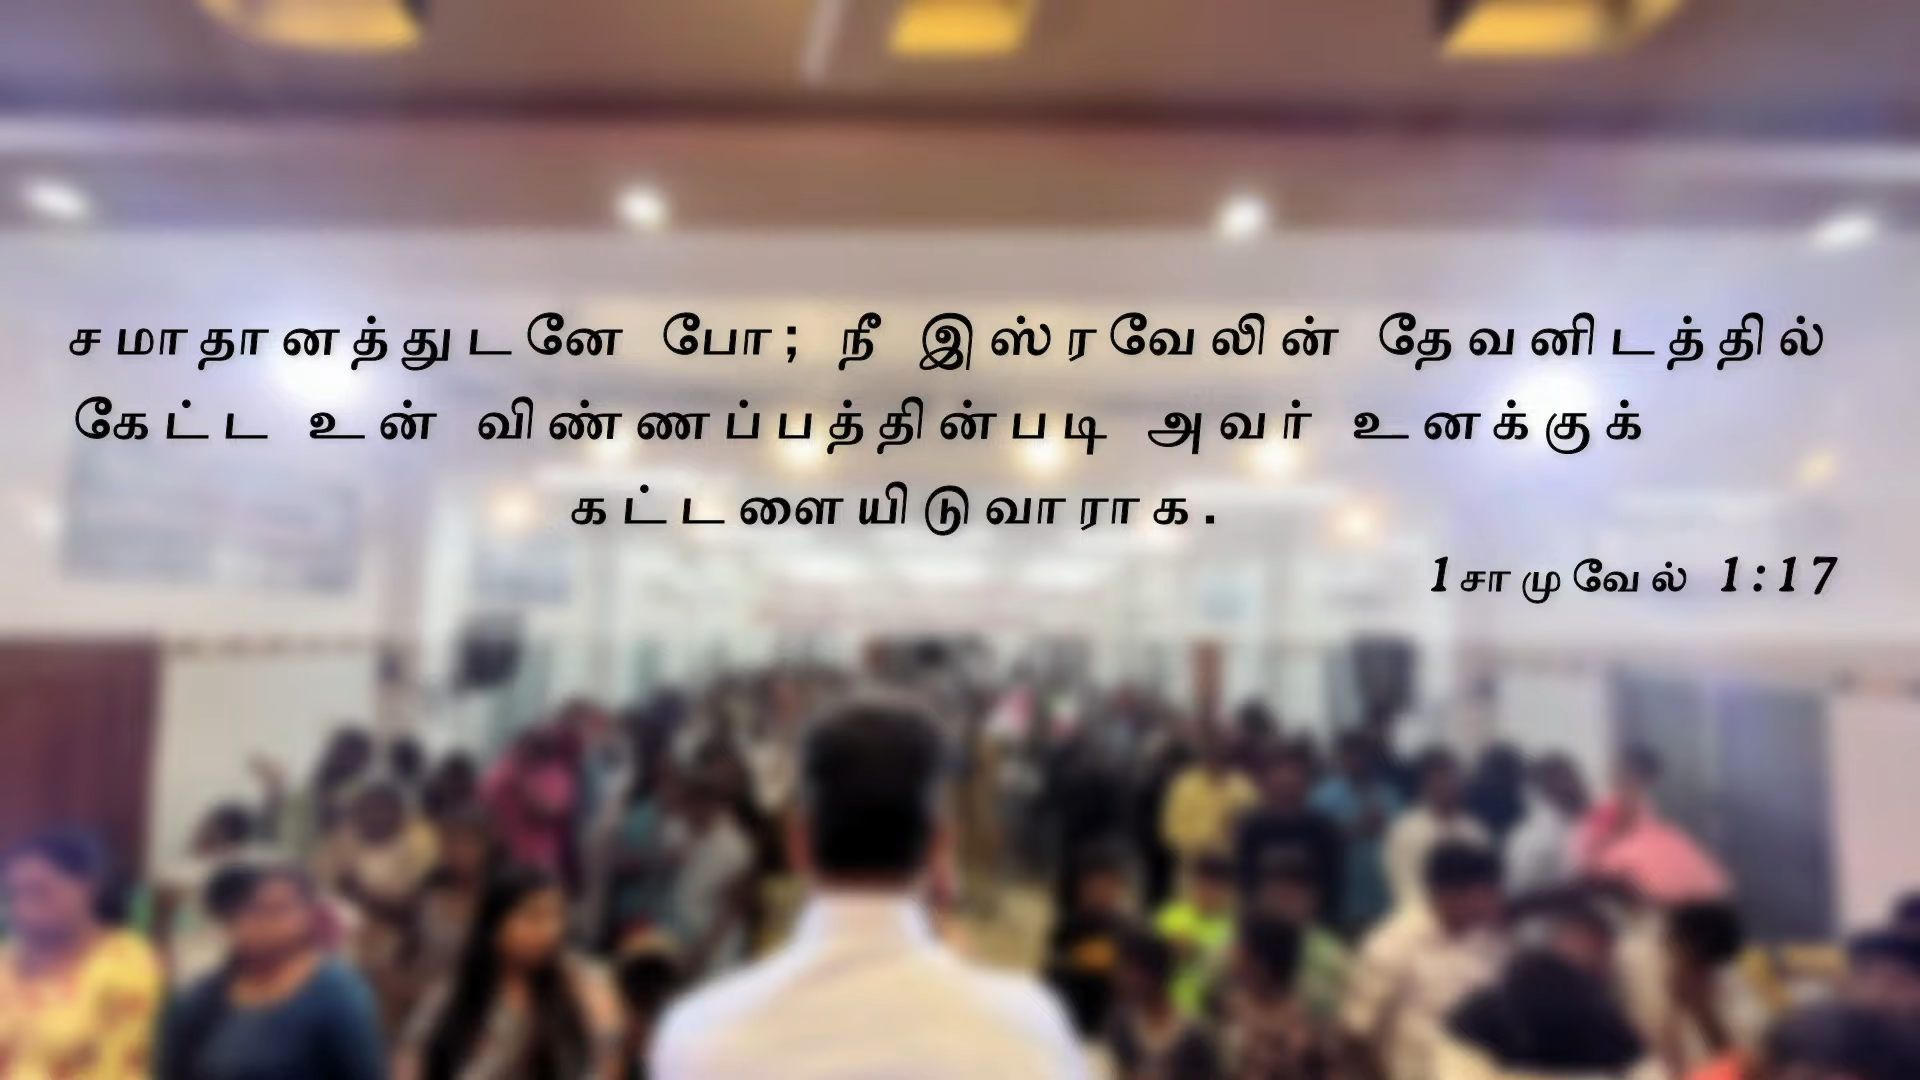 சமாதானத்துடனே போ; நீ இஸ்ரவேலின் தேவனிடத்தில்
கேட்ட உன் விண்ணப்பத்தின்படி அவர் உனக்குக்
கட்டளையிடுவாராக.
1சாமுவேல் 1:17